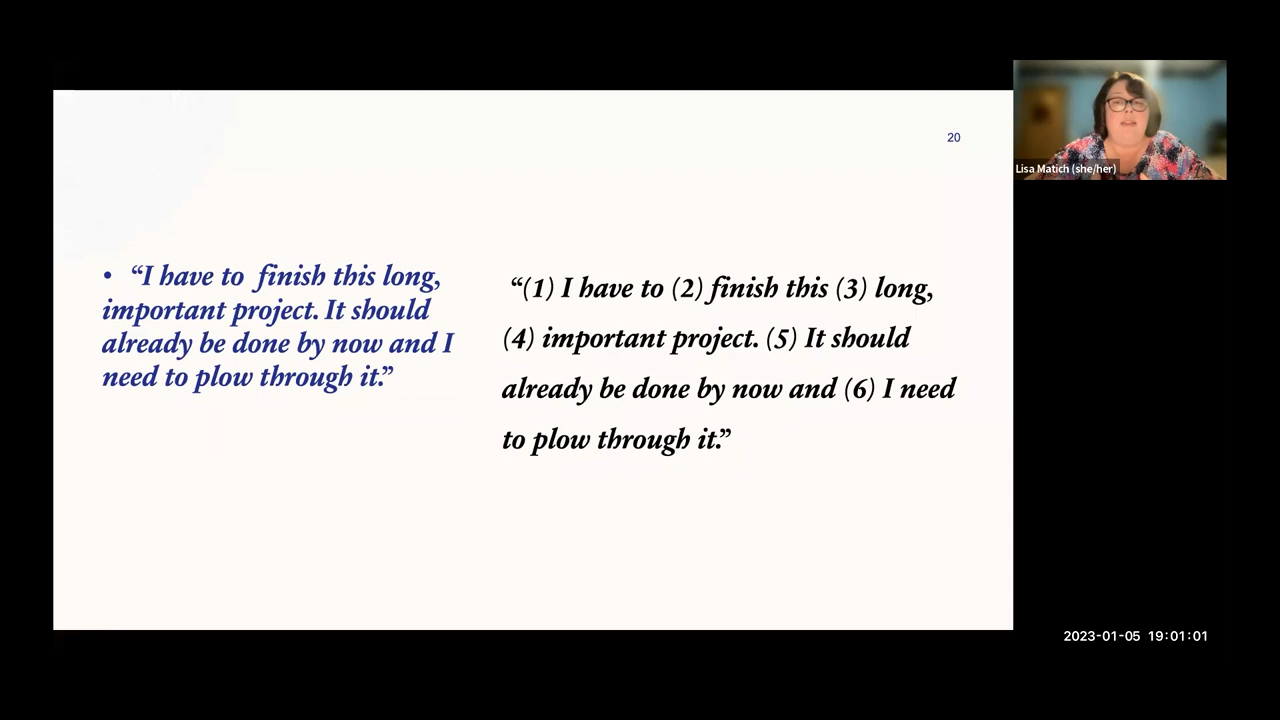 20
• “I have to  finish this long,
important project. It should
already be done by now and I
need to plow through it.”
“(1) I have to (2) finish this (3) long,
(4) important project. (5) It should
already be done by now and (6) I need
to plow through it.”
Lisa Matich (she/her)
2023-01-05 19:01:01